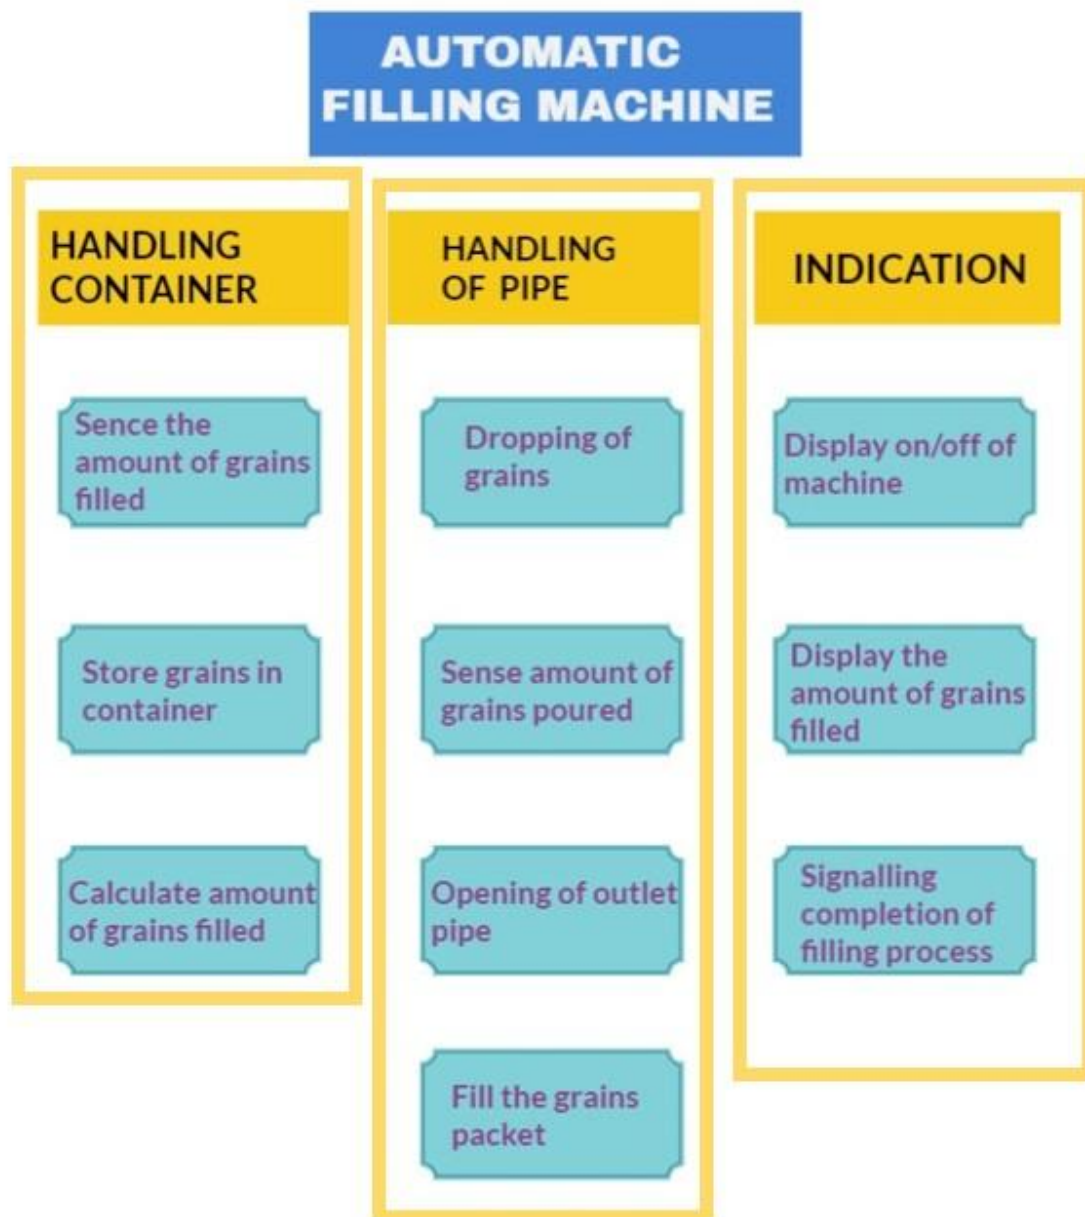 AUTOMATIC
FILLING MACHINE
HANDLING
CONTAINER
Sence the
amount of grains
filled
Store grains in
container
Calculate amount
of grains filled
HANDLING
OF PIPE
Dropping of
grains
Sense amount of
grains poured
Opening of outlet
pipe
Fill the grains
packet
INDICATION
Display on/off of
machine
Display the
amount of grains
filled
Signalling
completion of
filling process